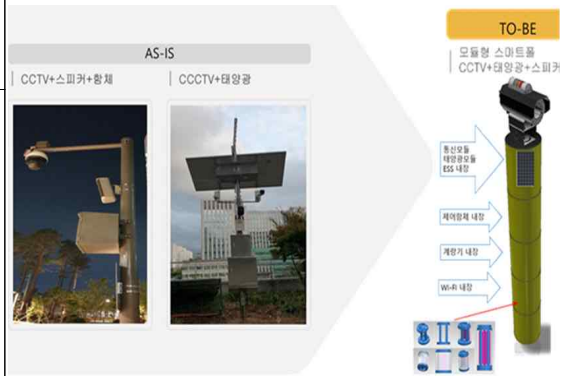 AS-IS
CCTV+스피커+함체
CCCTV+태양광
TO-BE
모듈형 스마트폴
CCTV+태양광+스피커
통신모듈
태양광모듈
ESS 내장
제어함체 내장
계량기 내장
Wi-Fi 내장